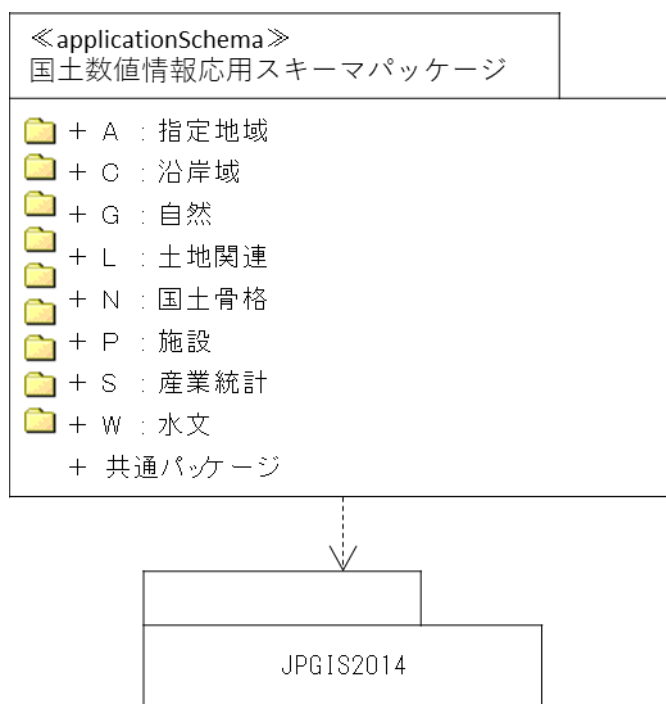 ≪applicationSchema≫
国土数値情報応用スキーマパッケージ
+ A : 指定地域
+ C : 沿岸域
+ G : 自然
+ L : 土地関連
+ N : 国土骨格
+ P : 施設
+ S : 産業統計
+ W : 水文
+ 共通パッケージ
JPGIS2014